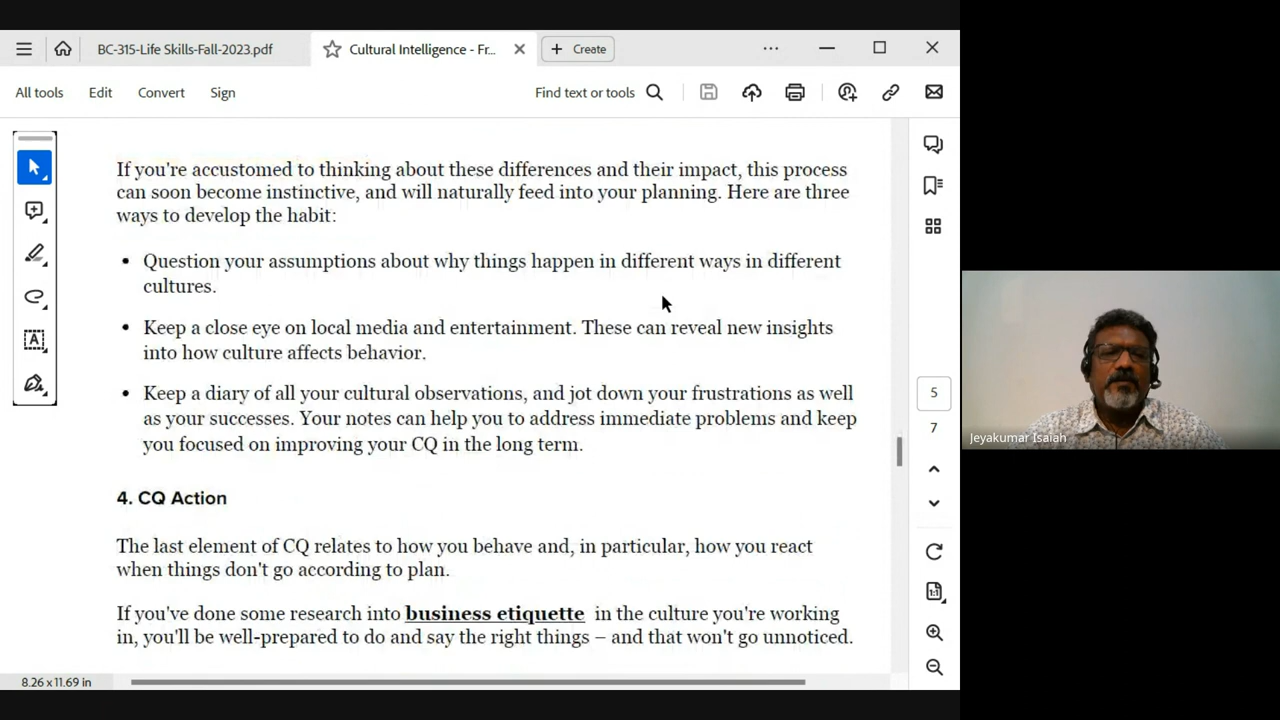 BC-315-Life Skills-Fall-2023.pdf
Cultural Intelligence - Fr...
Create
All tools
Edit
Convert
Sign
Find text or tools
If you're accustomed to thinking about these differences and their impact, this process
can soon become instinctive, and will naturally feed into your planning. Here are three
ways to develop the habit:
• Question your assumptions about why things happen in different ways in different
cultures.
• Keep a close eye on local media and entertainment. These can reveal new insights
into how culture affects behavior.
• Keep a diary of all your cultural observations, and jot down your frustrations as well
as your successes. Your notes can help you to address immediate problems and keep
you focused on improving your CQ in the long term.
4. CQ Action
The last element of CQ relates to how you behave and, in particular, how you react
when things don't go according to plan.
If you've done some research into business etiquette in the culture you're working
in, you'll be well-prepared to do and say the right things – and that won't go unnoticed.
8.26 x 11.69 in
5
7
1:1
Jeyakumar Isaiah